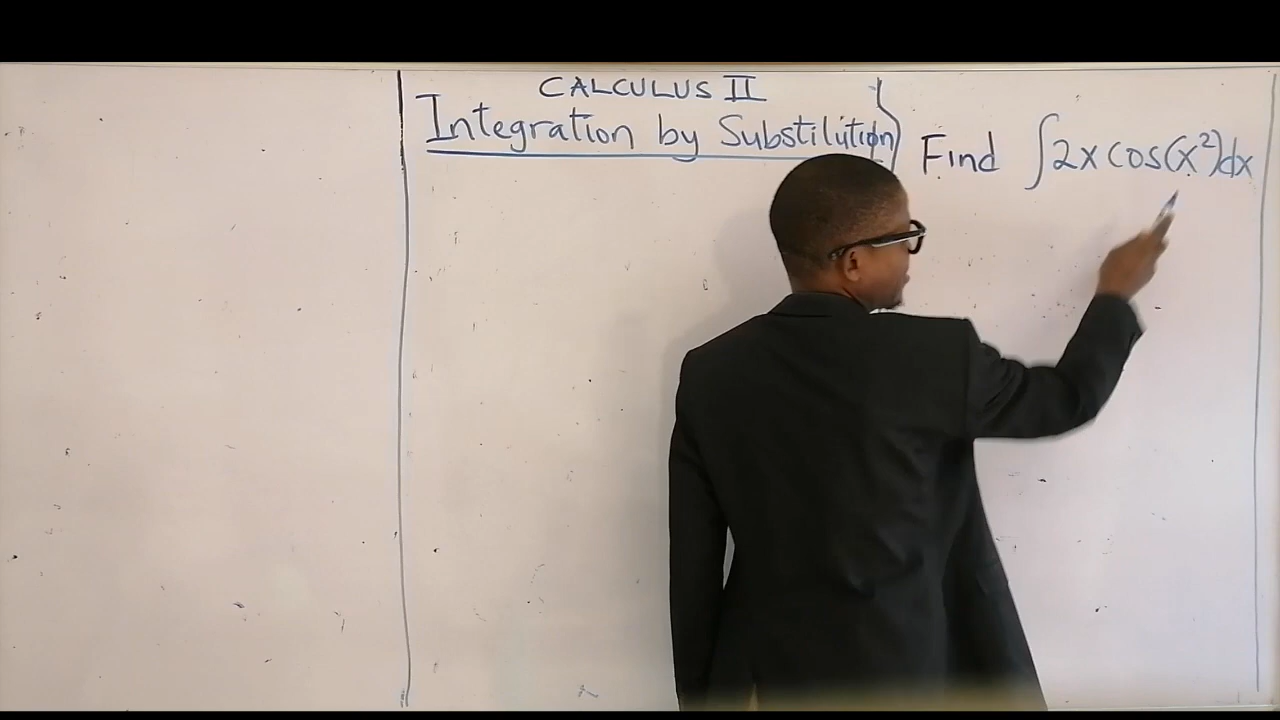 CALCULUS II
Integration by Substilution
Find ∫2x cos(x²)dx